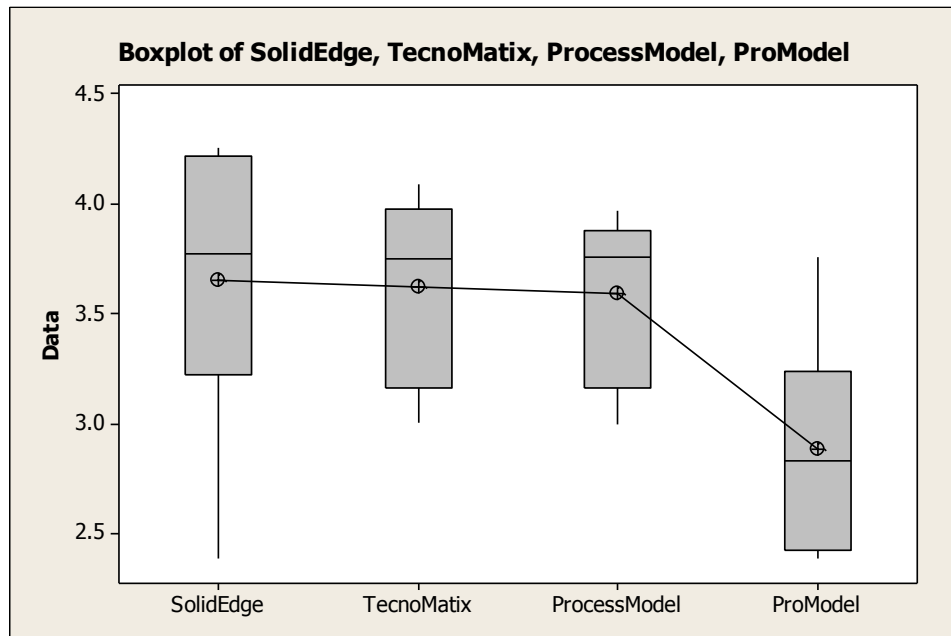 Boxplot of SolidEdge, TecnoMatix, ProcessModel, ProModel
4.5
4.0
3.5
3.0
2.5
Data
SolidEdge
TecnoMatix
ProcessModel
ProModel